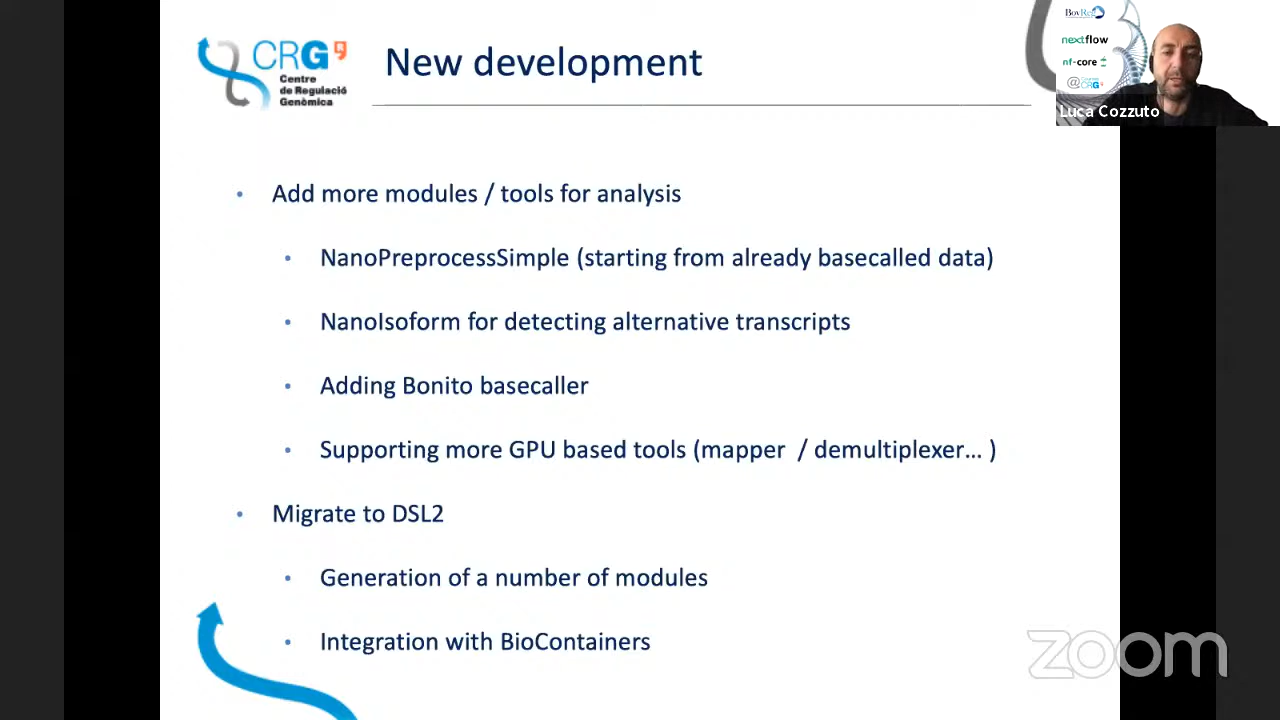 CRG
Centre
de Regulació
Genòmica
New development
BovReg
nextflow
nf-core
CRG
Luca Cozzuto
• Add more modules / tools for analysis
• NanoPreprocessSimple (starting from already basecalled data)
• NanoIsoform for detecting alternative transcripts
• Adding Bonito basecaller
• Supporting more GPU based tools (mapper / demultiplexer... )
• Migrate to DSL2
• Generation of a number of modules
• Integration with BioContainers
zoom